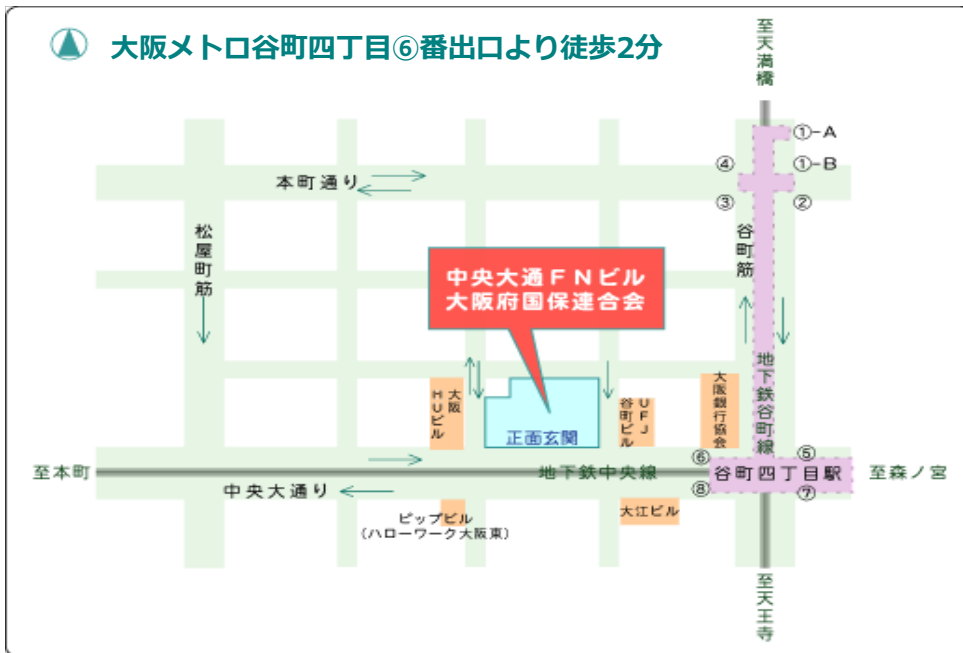 大阪メトロ谷町四丁目⑥番出口より徒歩2分
至天満橋
①-A
④
①-B
本町通り
③
②
松屋町筋
谷町筋
中央大通FNビル
大阪府国保連合会
地下鉄谷町線
大阪
HUビル
正面玄関
UFJ
谷町ビル
大阪銀行協会
⑥
⑤
至本町
地下鉄中央線
谷町四丁目駅
至森ノ宮
中央大通り
⑧
⑦
ピップビル
(ハローワーク大阪東)
大江ビル
至天王寺